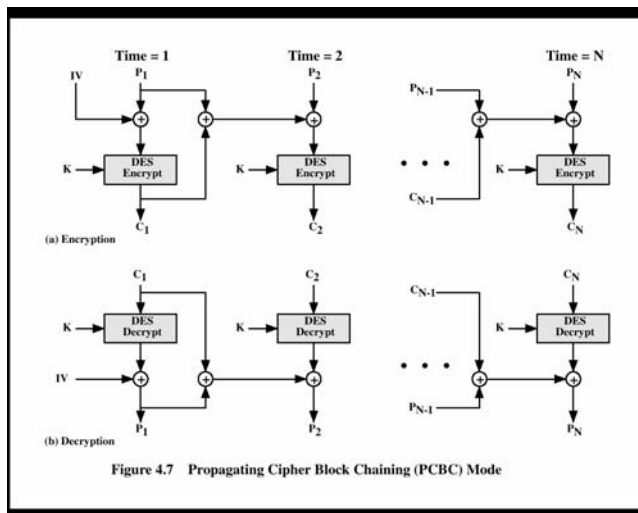 Time = 1 Time = 2 Time = N
IV P1 P2 PN
PN-1
+ + + + +
K DES Encrypt K DES Encrypt • • • K DES Encrypt
CN-1
C1 C2 CN
(a) Encryption
C1 C2 CN-1 CN
K DES Decrypt K DES Decrypt K DES Decrypt
• • •
IV + + + + +
PN-1
P1 P2 PN
(b) Decryption
Figure 4.7 Propagating Cipher Block Chaining (PCBC) Mode